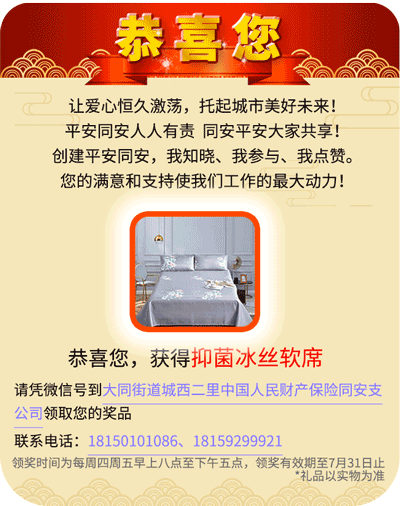 恭喜您
让爱心恒久激荡，托起城市美好未来！
平安同安人人有责 同安平安大家共享！
创建平安同安，我知晓、我参与、我点赞。
您的满意和支持使我们工作的最大动力！
恭喜您，获得抑菌冰丝软席
请凭微信号到大同街道城西二里中国人民财产保险同安支
公司领取您的奖品
联系电话：18150101086、18159299921
领奖时间为每周四周五早上八点至下午五点，领奖有效期至7月31日止
*礼品以实物为准